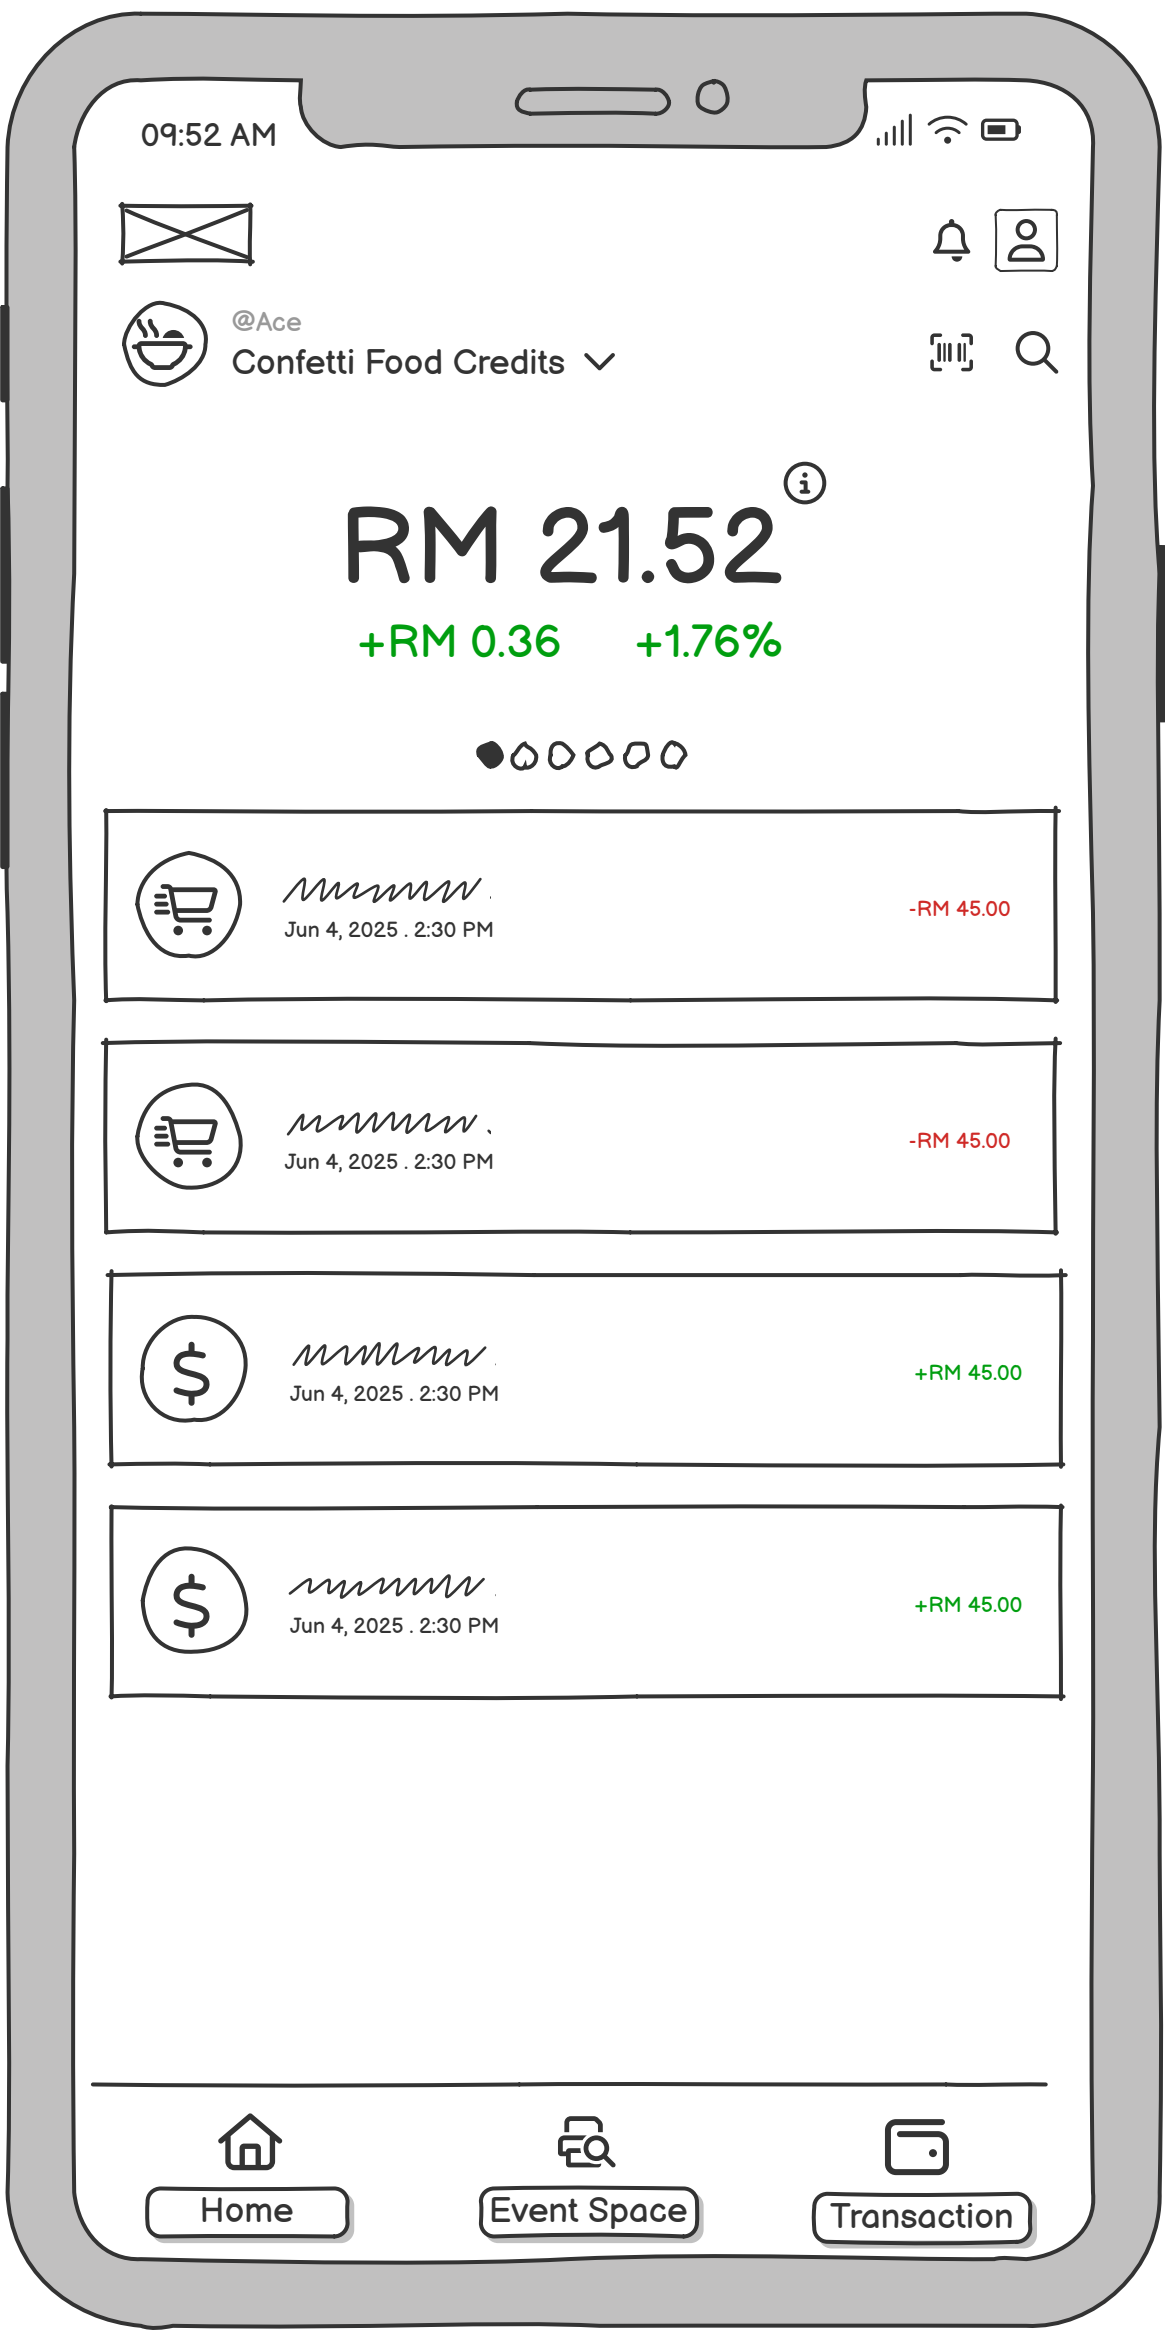 09:52 AM
@Ace
Confetti Food Credits
RM 21.52
+RM 0.36 +1.76%
Jun 4, 2025 . 2:30 PM
-RM 45.00
Jun 4, 2025 . 2:30 PM
-RM 45.00
Jun 4, 2025 . 2:30 PM
+RM 45.00
Jun 4, 2025 . 2:30 PM
+RM 45.00
Home
Event Space
Transaction